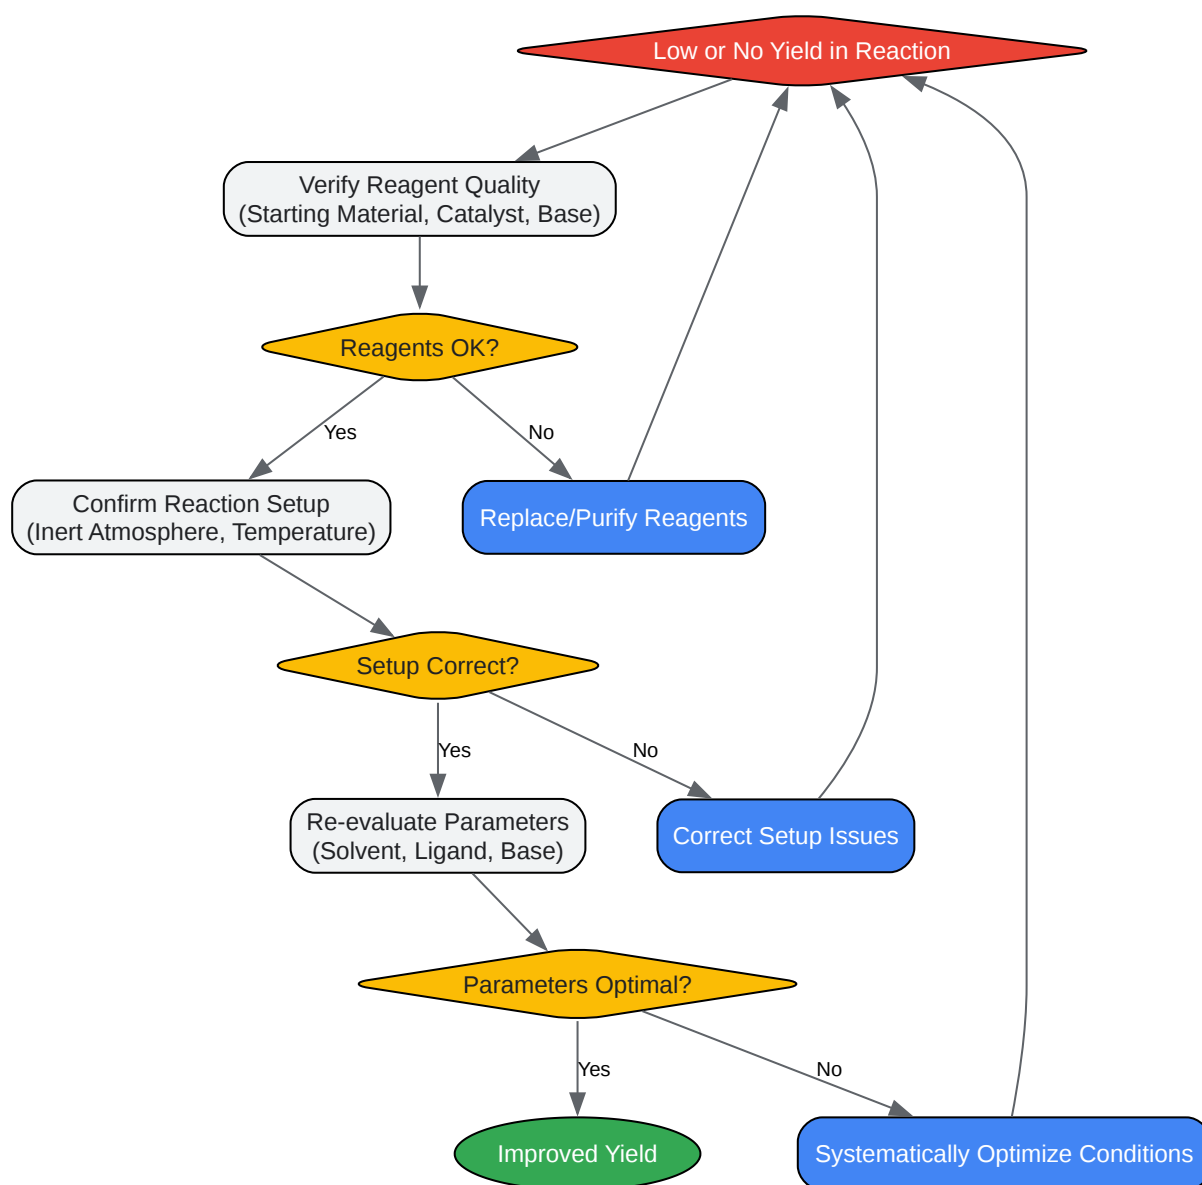 Low or No Yield in Reaction
Verify Reagent Quality
(Starting Material, Catalyst, Base)
Reagents OK?
Yes
No
Confirm Reaction Setup
(Inert Atmosphere, Temperature)
Replace/Purify Reagents
Setup Correct?
Yes
No
Re-evaluate Parameters
(Solvent, Ligand, Base)
Correct Setup Issues
Parameters Optimal?
Yes
No
Improved Yield
Systematically Optimize Conditions